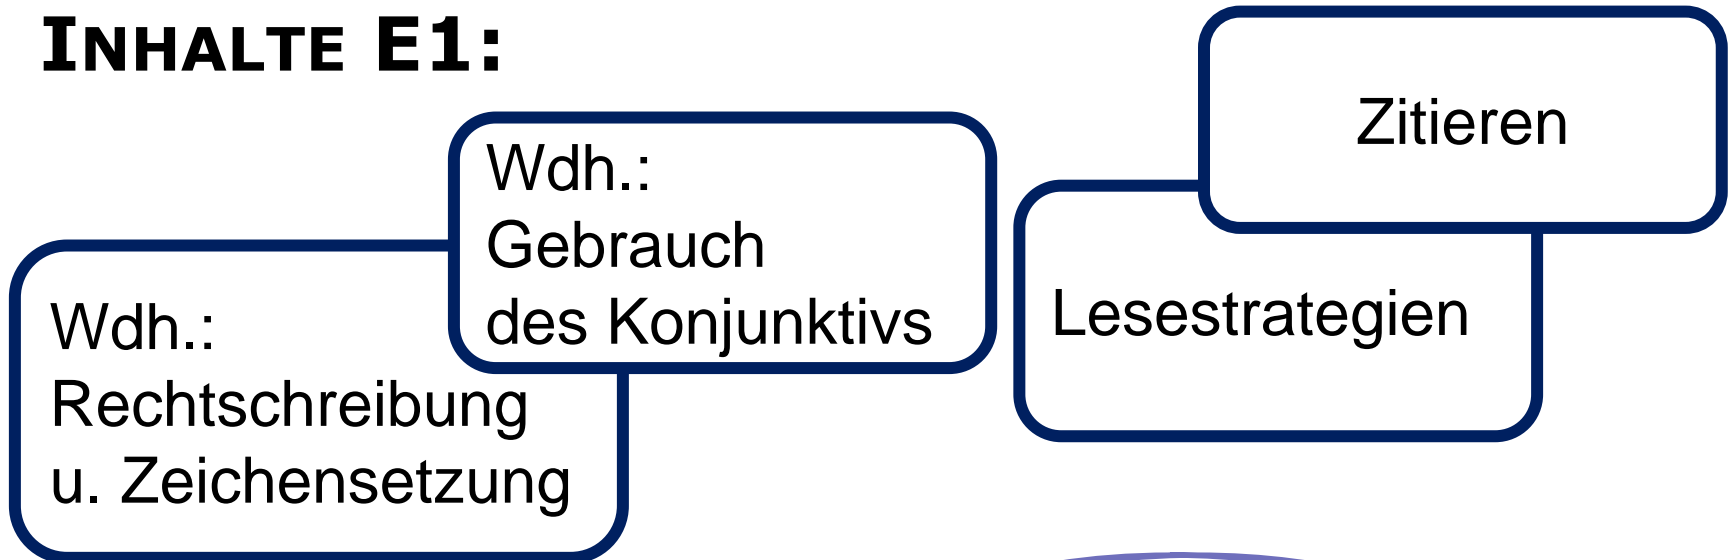 INHALTE E1:
Wdh.:
Rechtschreibung
u. Zeichensetzung
Wdh.:
Gebrauch
des Konjunktivs
Lesestrategien
Zitieren